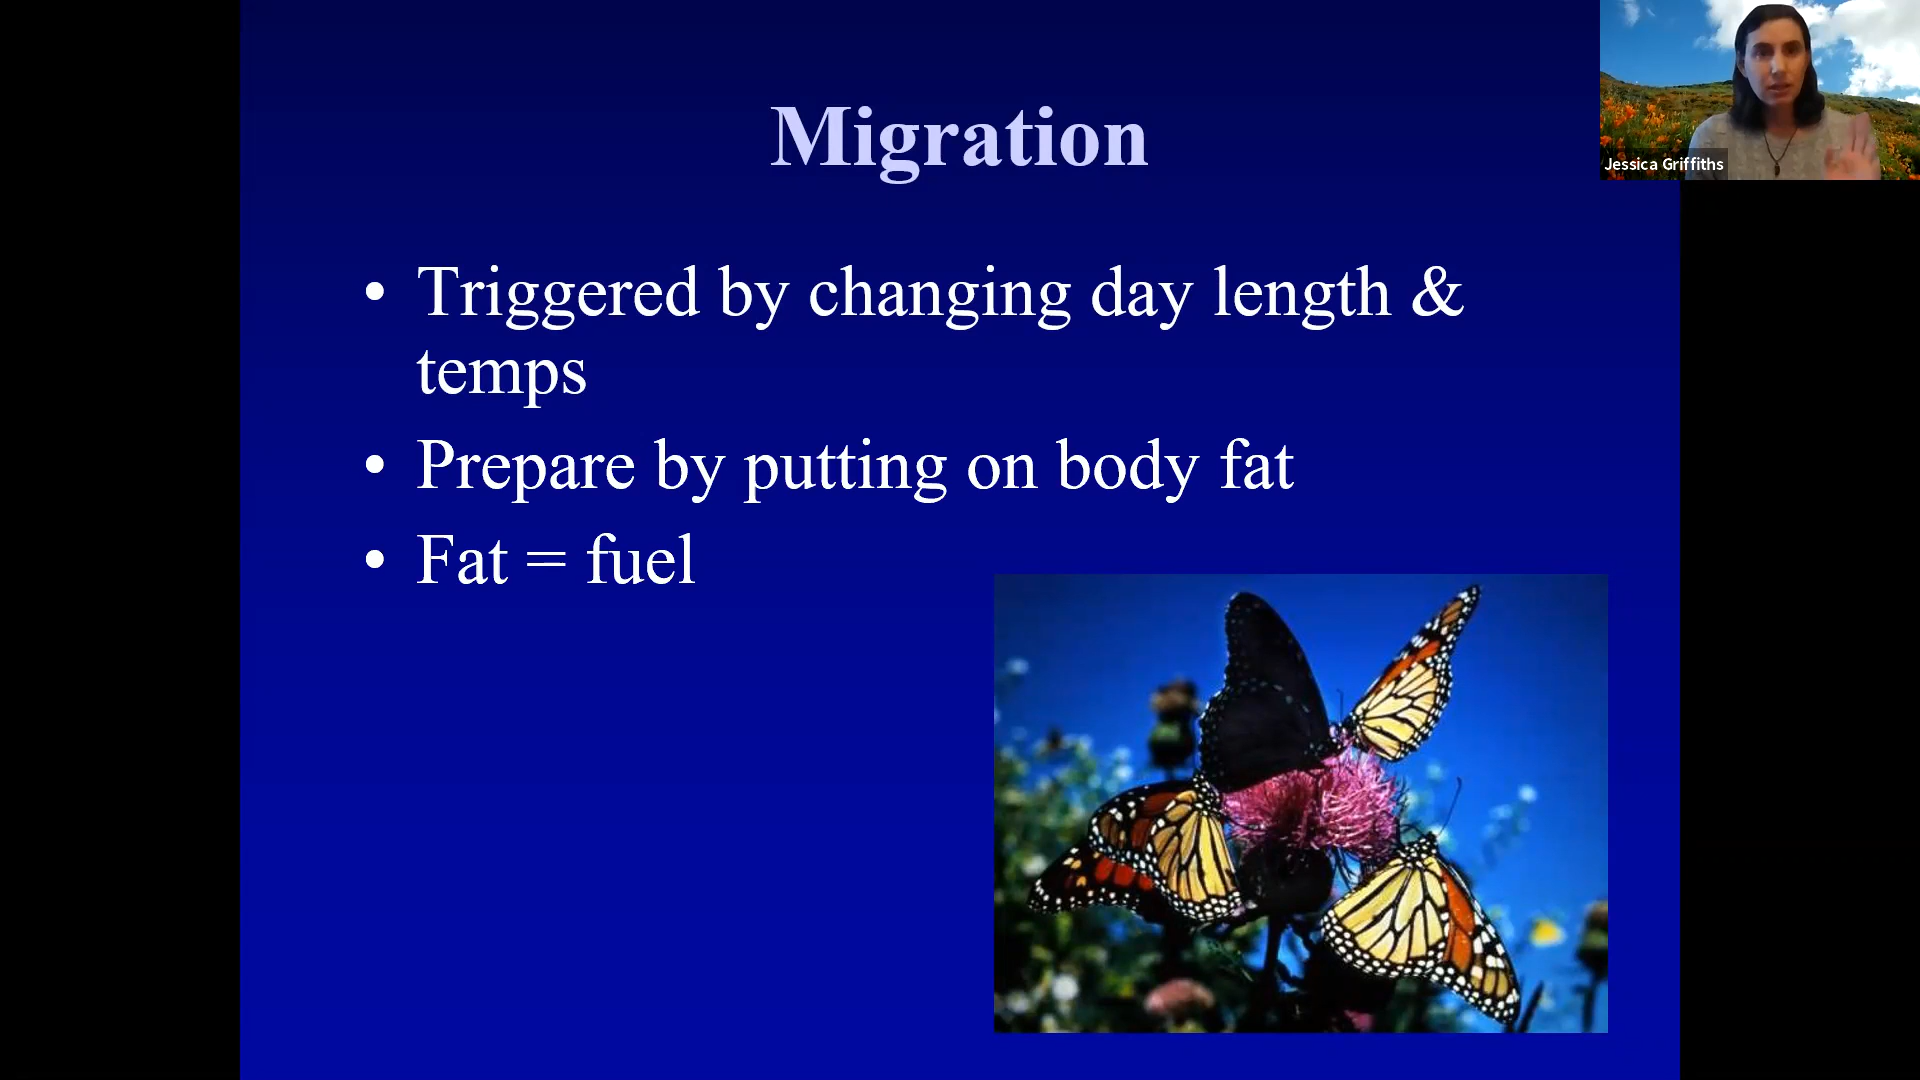 Migration
Jessica Griffiths
• Triggered by changing day length &
temps
• Prepare by putting on body fat
• Fat = fuel